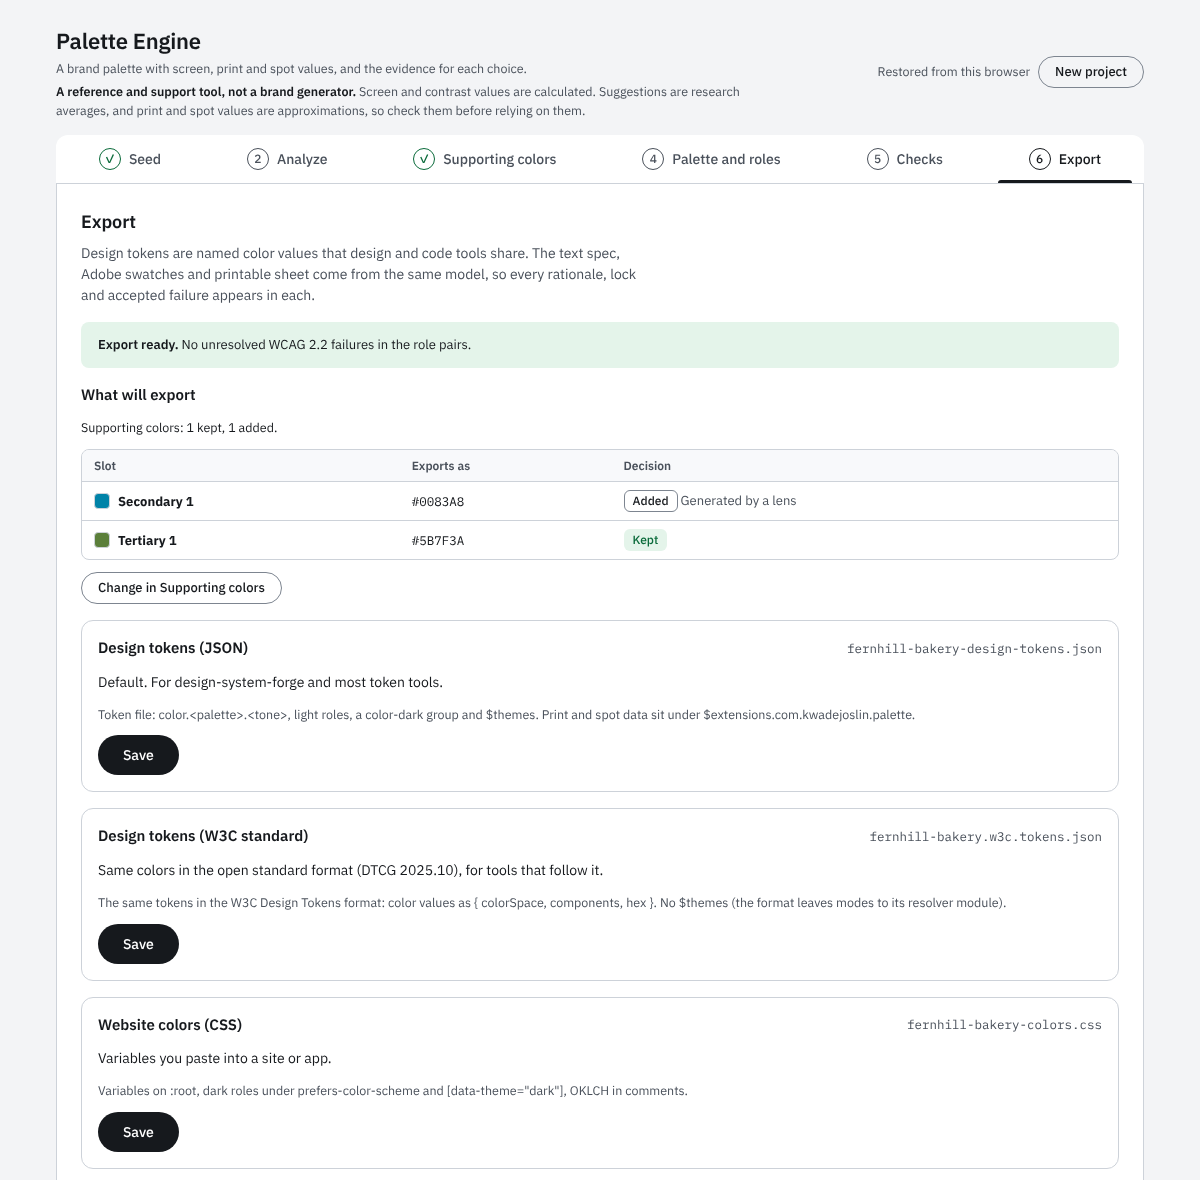 Palette Engine
A brand palette with screen, print and spot values, and the evidence for each choice.
A reference and support tool, not a brand generator. Screen and contrast values are calculated. Suggestions are research
averages, and print and spot values are approximations, so check them before relying on them.
Restored from this browser
New project
Seed
2 Analyze
Supporting colors
4 Palette and roles
5 Checks
6 Export
Export
Design tokens are named color values that design and code tools share. The text spec,
Adobe swatches and printable sheet come from the same model, so every rationale, lock
and accepted failure appears in each.
Export ready. No unresolved WCAG 2.2 failures in the role pairs.
What will export
Supporting colors: 1 kept, 1 added.
Slot Exports as Decision
Secondary 1 #0083A8 Added Generated by a lens
Tertiary 1 #5B7F3A Kept
Change in Supporting colors
Design tokens (JSON) fernhill-bakery-design-tokens.json
Default. For design-system-forge and most token tools.
Token file: color.<palette>.<tone>, light roles, a color-dark group and $themes. Print and spot data sit under $extensions.com.kwadejoslin.palette.
Save
Design tokens (W3C standard) fernhill-bakery.w3c.tokens.json
Same colors in the open standard format (DTCG 2025.10), for tools that follow it.
The same tokens in the W3C Design Tokens format: color values as { colorSpace, components, hex }. No $themes (the format leaves modes to its resolver module).
Save
Website colors (CSS) fernhill-bakery-colors.css
Variables you paste into a site or app.
Variables on :root, dark roles under prefers-color-scheme and [data-theme="dark"], OKLCH in comments.
Save